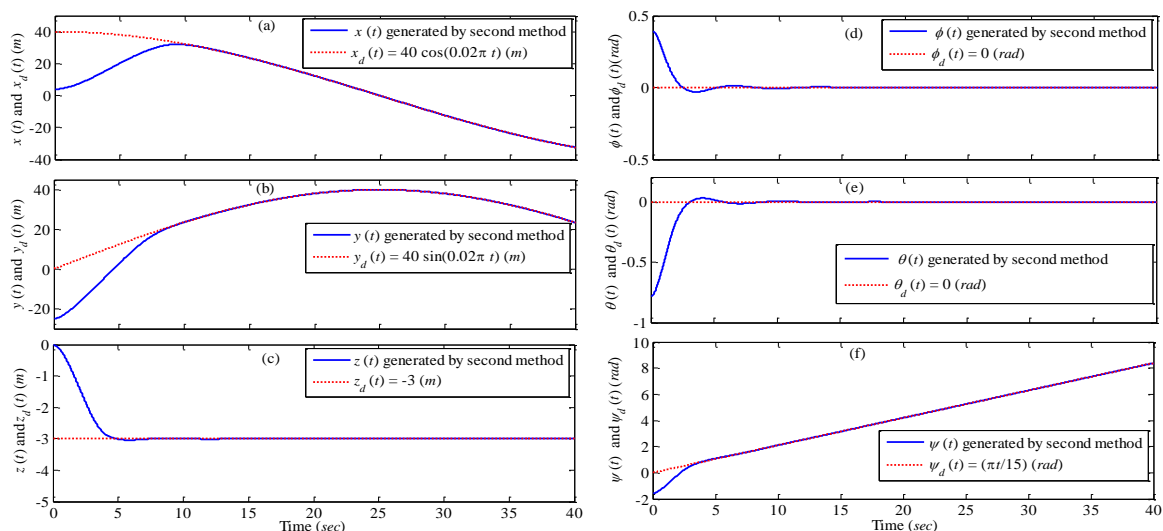 (a)
x (t) and x_d (t) (m)
40
20
0
-20
-40
x (t) generated by second method
x_d (t) = 40 cos(0.02π t) (m)
(b)
y (t) and y_d (t) (m)
40
20
0
-20
y (t) generated by second method
y_d (t) = 40 sin(0.02π t) (m)
(c)
z (t) and z_d (t) (m)
0
-1
-2
-3
-4
-5
z (t) generated by second method
z_d (t) = -3 (m)
0 5 10 15 20 25 30 35 40
Time (sec)
(d)
ϕ (t) and ϕ_d (t)(rad)
0.5
0
-0.5
ϕ (t) generated by second method
ϕ_d (t) = 0 (rad)
(e)
θ (t) and θ_d (t) (rad)
0
-0.5
-1
θ (t) generated by second method
θ_d (t) = 0 (rad)
(f)
ψ (t) and ψ_d (t) (rad)
10
8
6
4
2
0
-2
ψ (t) generated by second method
ψ_d (t) = (πt/15) (rad)
0 5 10 15 20 25 30 35 40
Time (sec)